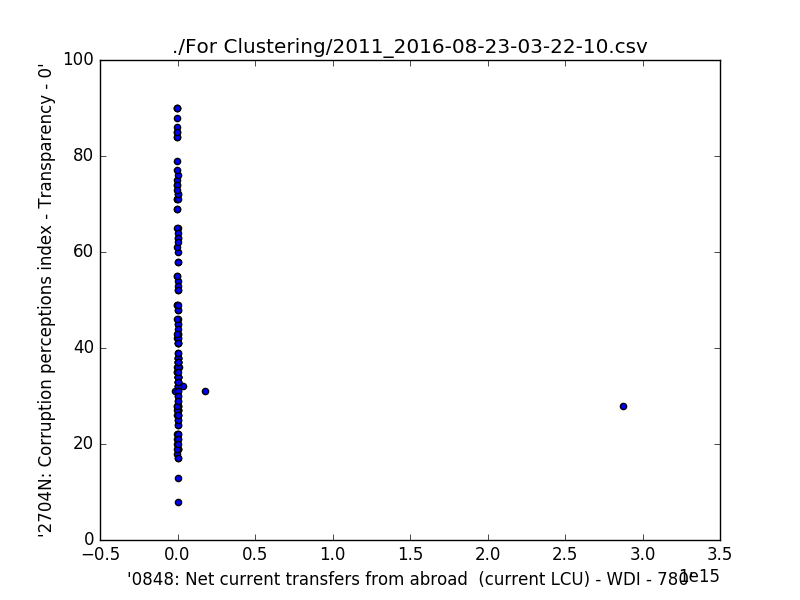 ./For Clustering/2011_2016-08-23-03-22-10.csv
'2704N: Corruption perceptions index - Transparency - 0'
100
80
60
40
20
0
−0.5 0.0 0.5 1.0 1.5 2.0 2.5 3.0 3.5
1e15
'0848: Net current transfers from abroad (current LCU) - WDI - 780'